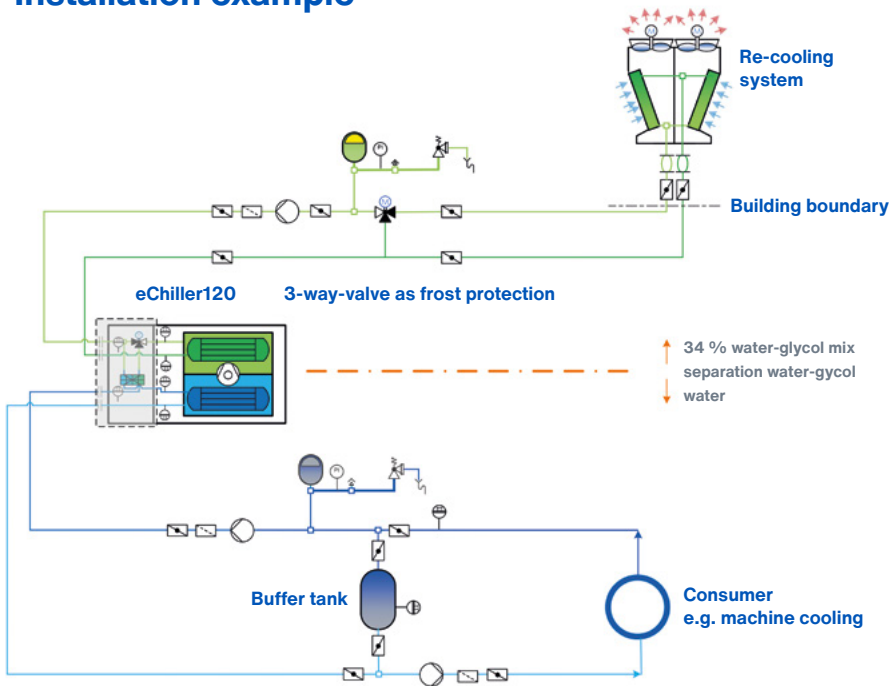 Installation example
Re-cooling
system
Building boundary
eChiller120
3-way-valve as frost protection
34 % water-glycol mix
separation water-gycol
water
Buffer tank
Consumer
e.g. machine cooling